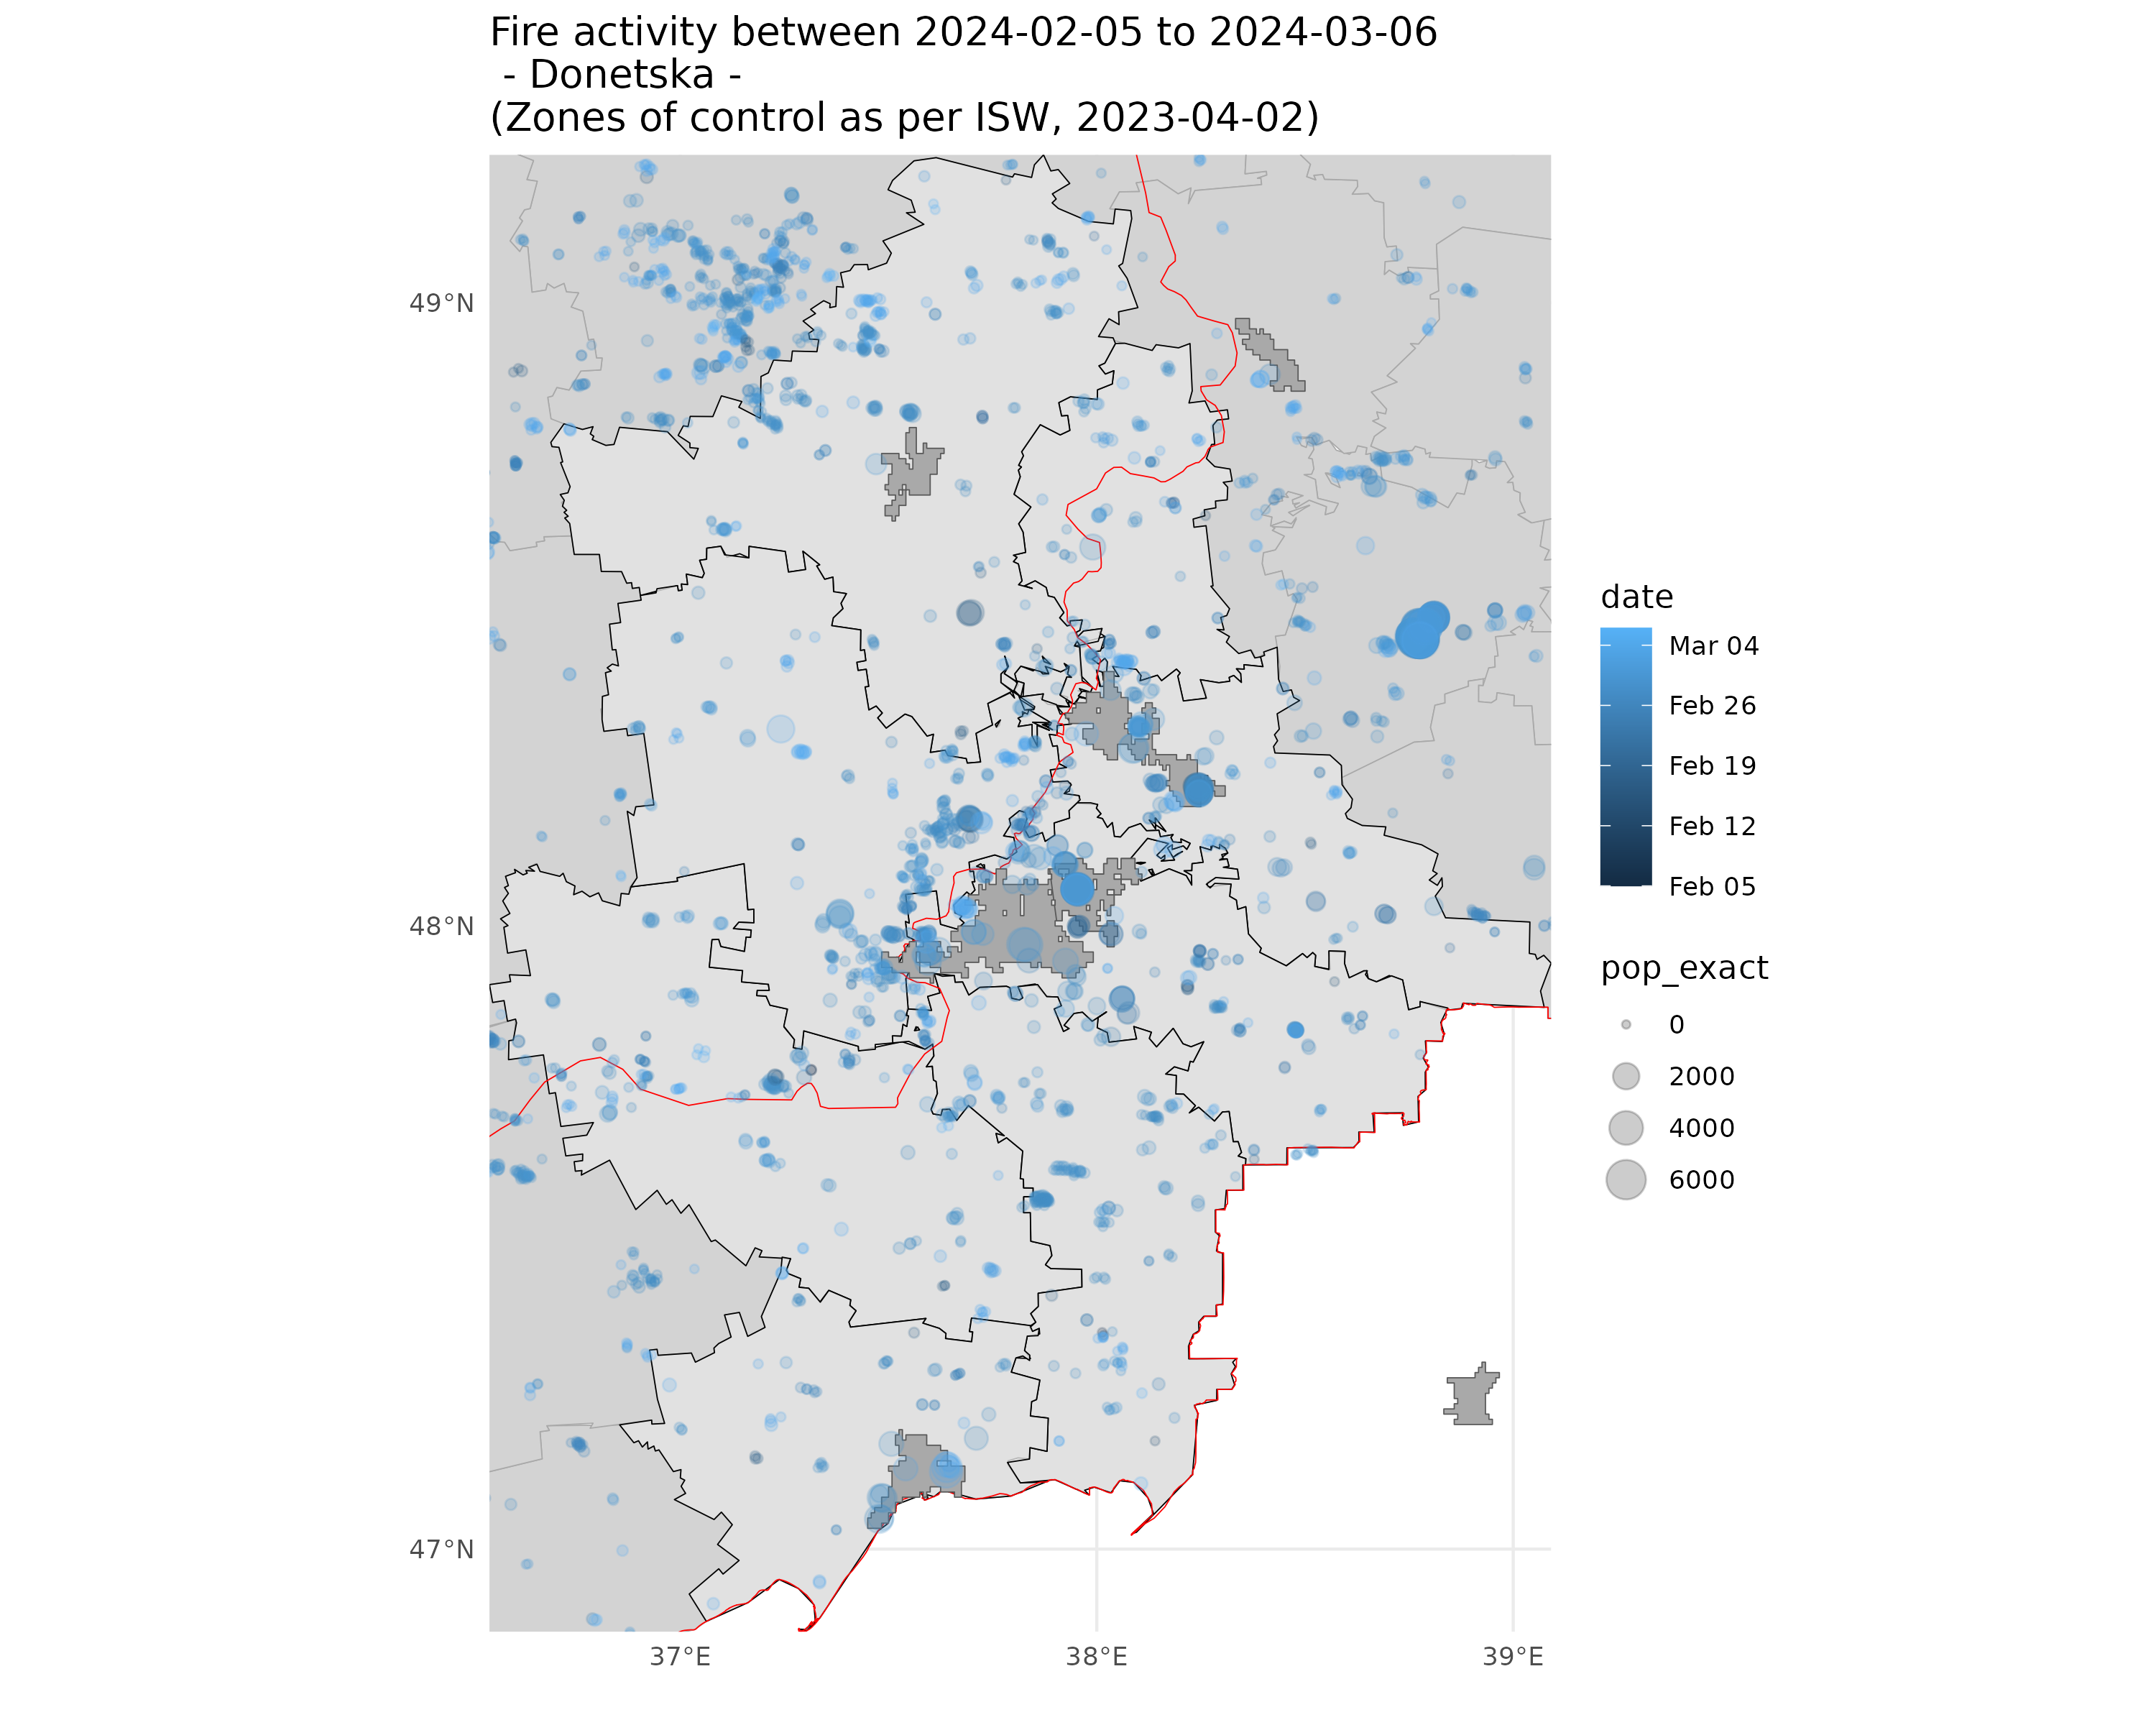 Fire activity between 2024-02-05 to 2024-03-06
- Donetska -
(Zones of control as per ISW, 2023-04-02)
49°N
48°N
47°N
37°E
38°E
39°E
date
Mar 04
Feb 26
Feb 19
Feb 12
Feb 05
pop_exact
0
2000
4000
6000